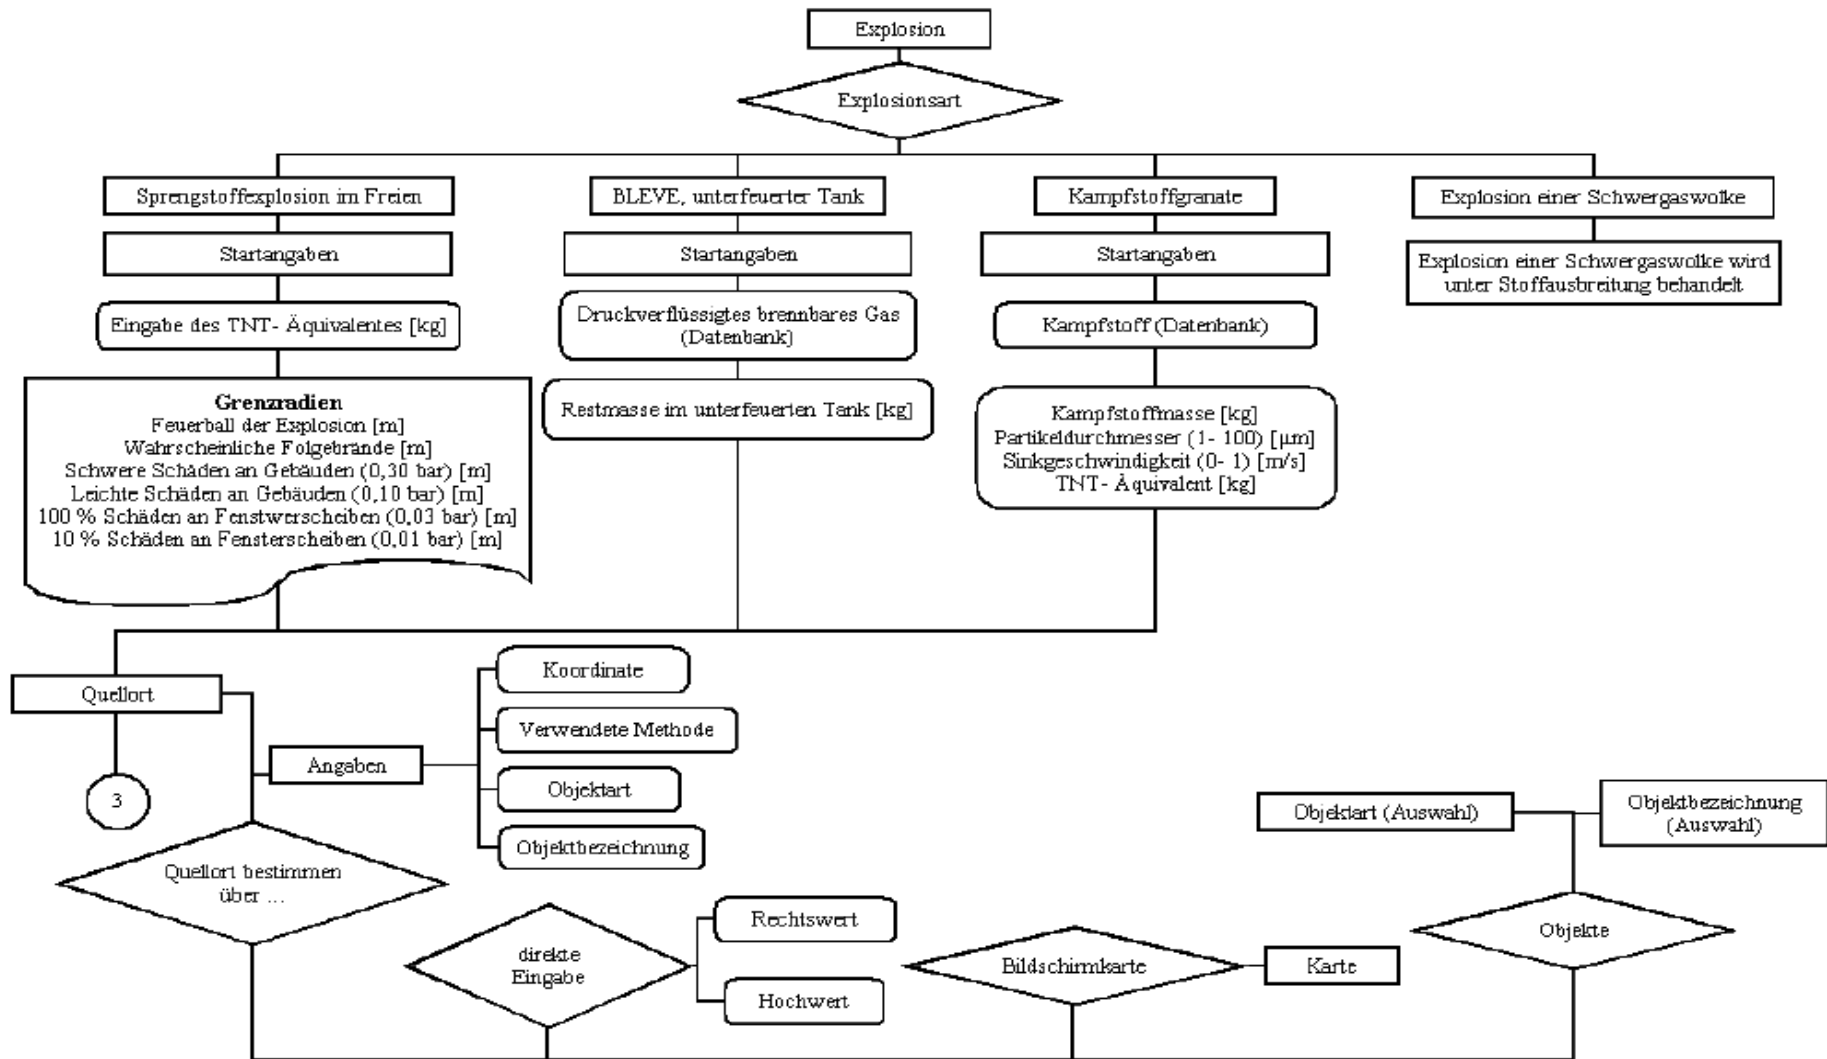 Explosion
Explosionsart
Sprengstoffexplosion im Freien
BLEVE, unterfeuerter Tank
Kampfstoffgranate
Explosion einer Schwergaswolke
Startangaben
Startangaben
Startangaben
Explosion einer Schwergaswolke wird
unter Stoffausbreitung behandelt
Eingabe des TNT- Äquivalentes [kg]
Druckverflüssigtes brennbares Gas
(Datenbank)
Kampfstoff (Datenbank)
Grenzradien
Feuerball der Explosion [m]
Wahrscheinliche Folgebrände [m]
Schwere Schäden an Gebäuden (0,30 bar) [m]
Leichte Schäden an Gebäuden (0,10 bar) [m]
100 % Schäden an Fenstwerscheiben (0,03 bar) [m]
10 % Schäden an Fensterscheiben (0,01 bar) [m]
Restmasse im unterfeuerten Tank [kg]
Kampfstoffmasse [kg]
Partikeldurchmesser (1- 100) [µm]
Sinkgeschwindigkeit (0- 1) [m/s]
TNT- Äquivalent [kg]
Quellort
Koordinate
Verwendete Methode
Angaben
Objektart
Objektbezeichnung
3
Objektart (Auswahl)
Objektbezeichnung
(Auswahl)
Quellort bestimmen
über ...
direkte
Eingabe
Rechtswert
Hochwert
Bildschirmkarte
Karte
Objekte